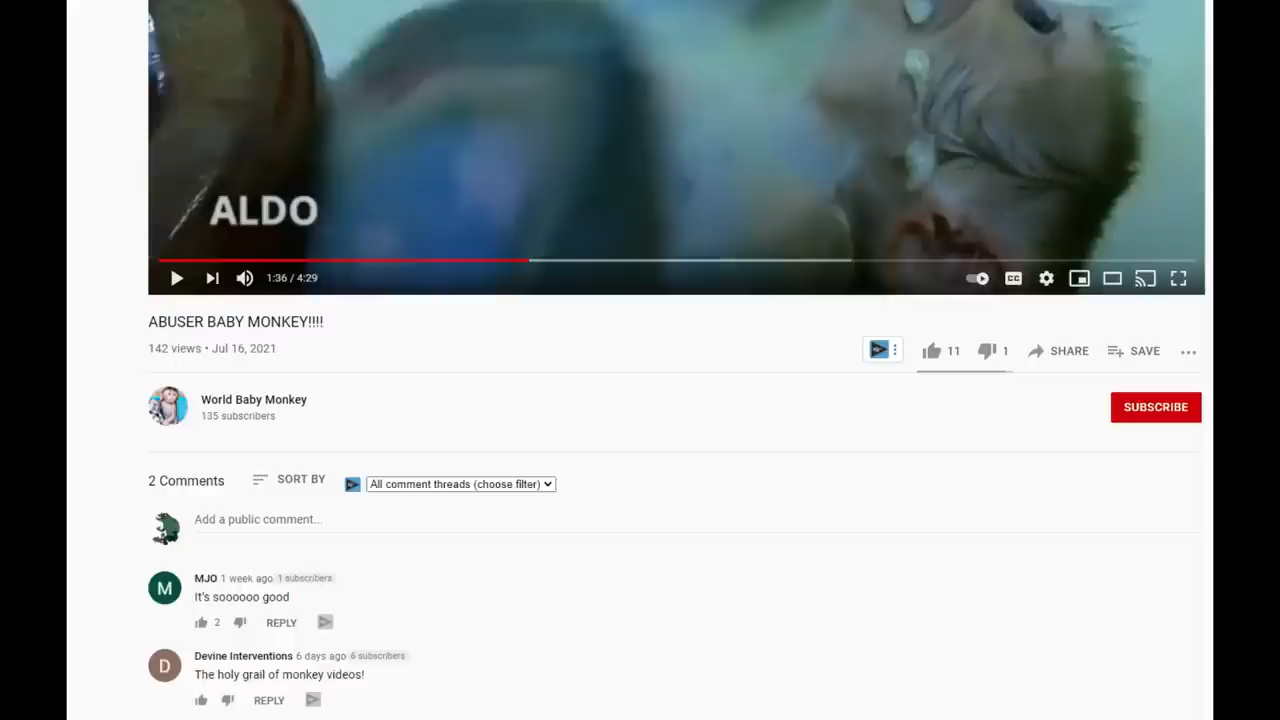 ALDO
1:36 / 4:29
CC
ABUSER BABY MONKEY!!!!
142 views • Jul 16, 2021
11
1
SHARE
SAVE
World Baby Monkey
135 subscribers
SUBSCRIBE
2 Comments
SORT BY
All comment threads (choose filter)
Add a public comment...
M
MJO 1 week ago 1 subscribers
It's soooooo good
2
REPLY
D
Devine Interventions 6 days ago 6 subscribers
The holy grail of monkey videos!
REPLY